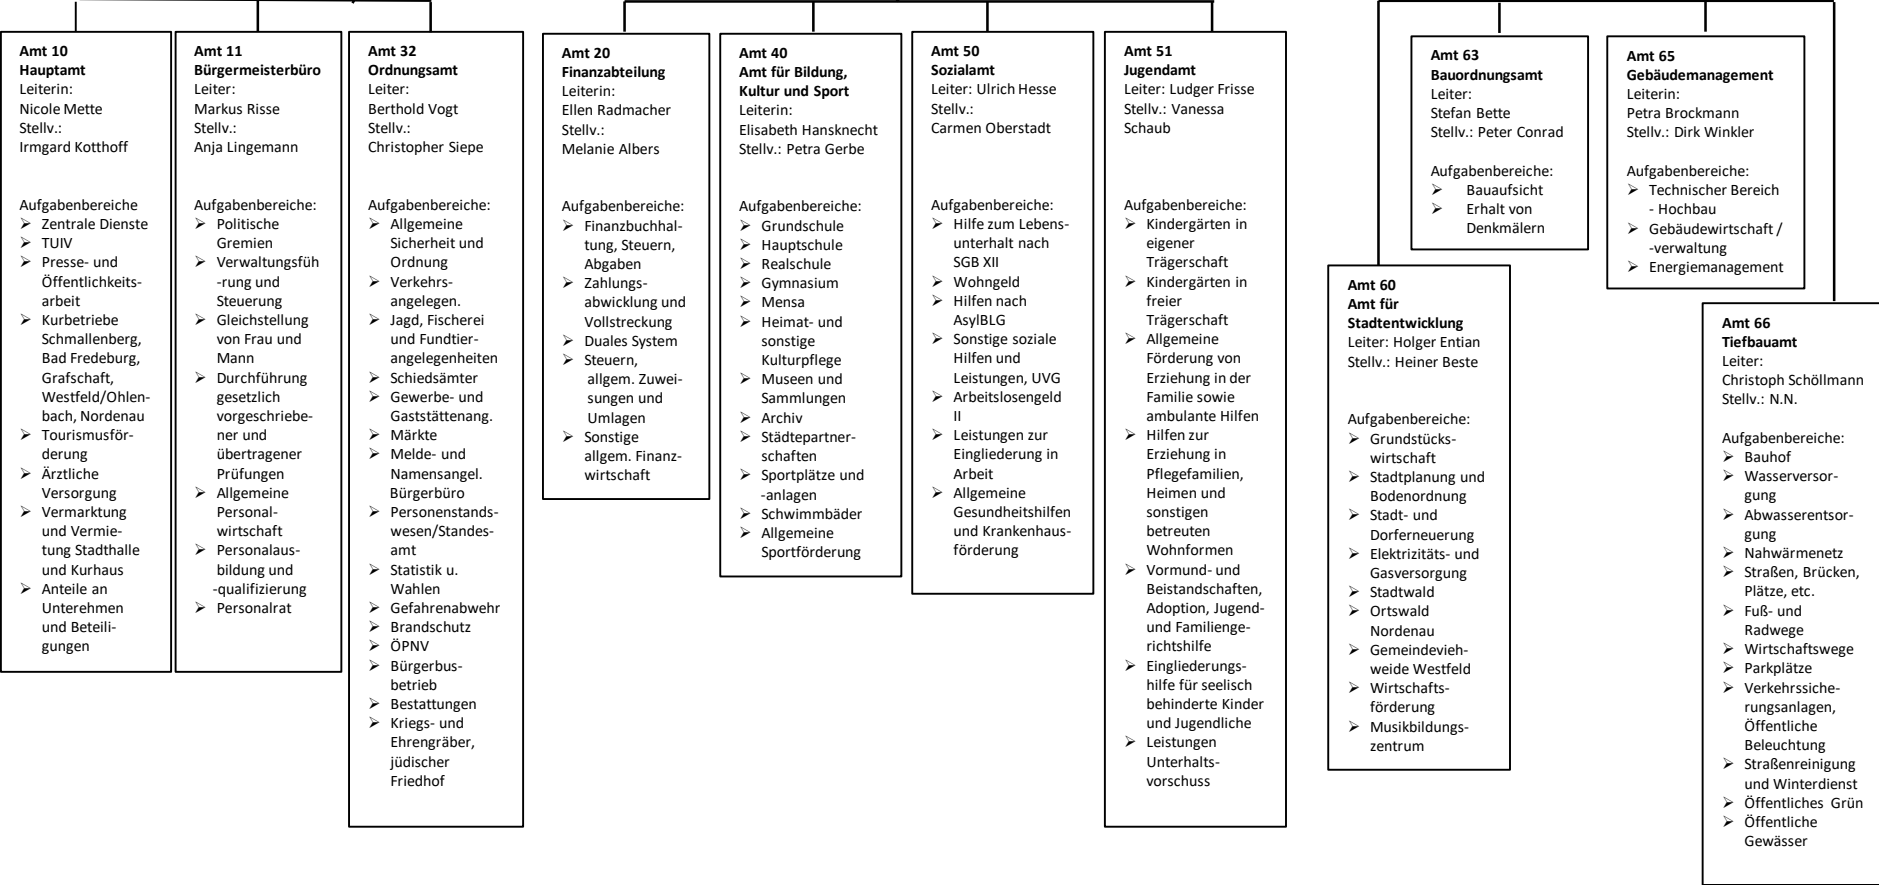 Amt 10
Hauptamt
Leiterin:
Nicole Mette
Stellv.:
Irmgard Kotthoff
Aufgabenbereiche
➢ Zentrale Dienste
➢ TUIV
➢ Presse- und
Öffentlichkeits-
arbeit
➢ Kurbetriebe
Schmallenberg,
Bad Fredeburg,
Grafschaft,
Westfeld/Ohlen-
bach, Nordenau
➢ Tourismusför-
derung
➢ Ärztliche
Versorgung
➢ Vermarktung
und Vermie-
tung Stadthalle
und Kurhaus
➢ Anteile an
Unterehmen
und Beteili-
gungen
Amt 11
Bürgermeisterbüro
Leiter:
Markus Risse
Stellv.:
Anja Lingemann
Aufgabenbereiche:
➢ Politische
Gremien
➢ Verwaltungsfüh
-rung und
Steuerung
➢ Gleichstellung
von Frau und
Mann
➢ Durchführung
gesetzlich
vorgeschriebe-
ner und
übertragener
Prüfungen
➢ Allgemeine
Personal-
wirtschaft
➢ Personalaus-
bildung und
-qualifizierung
➢ Personalrat
Amt 32
Ordnungsamt
Leiter:
Berthold Vogt
Stellv.:
Christopher Siepe
Aufgabenbereiche:
➢ Allgemeine
Sicherheit und
Ordnung
➢ Verkehrs-
angelegen.
➢ Jagd, Fischerei
und Fundtier-
angelegenheiten
➢ Schiedsämter
➢ Gewerbe- und
Gaststättenang.
➢ Märkte
➢ Melde- und
Namensangel.
Bürgerbüro
➢ Personenstands-
wesen/Standes-
amt
➢ Statistik u.
Wahlen
➢ Gefahrenabwehr
➢ Brandschutz
➢ ÖPNV
➢ Bürgerbus-
betrieb
➢ Bestattungen
➢ Kriegs- und
Ehrengräber,
jüdischer
Friedhof
Amt 20
Finanzabteilung
Leiterin:
Ellen Radmacher
Stellv.:
Melanie Albers
Aufgabenbereiche:
➢ Finanzbuchhal-
tung, Steuern,
Abgaben
➢ Zahlungs-
abwicklung und
Vollstreckung
➢ Duales System
➢ Steuern,
allgem. Zuwei-
sungen und
Umlagen
➢ Sonstige
allgem. Finanz-
wirtschaft
Amt 40
Amt für Bildung,
Kultur und Sport
Leiterin:
Elisabeth Hansknecht
Stellv.: Petra Gerbe
Aufgabenbereiche:
➢ Grundschule
➢ Hauptschule
➢ Realschule
➢ Gymnasium
➢ Mensa
➢ Heimat- und
sonstige
Kulturpflege
➢ Museen und
Sammlungen
➢ Archiv
➢ Städtepartner-
schaften
➢ Sportplätze und
-anlagen
➢ Schwimmbäder
➢ Allgemeine
Sportförderung
Amt 50
Sozialamt
Leiter: Ulrich Hesse
Stellv.:
Carmen Oberstadt
Aufgabenbereiche:
➢ Hilfe zum Lebens-
unterhalt nach
SGB XII
➢ Wohngeld
➢ Hilfen nach
AsylBLG
➢ Sonstige soziale
Hilfen und
Leistungen, UVG
➢ Arbeitslosengeld
II
➢ Leistungen zur
Eingliederung in
Arbeit
➢ Allgemeine
Gesundheitshilfen
und Krankenhaus-
förderung
Amt 51
Jugendamt
Leiter: Ludger Frisse
Stellv.: Vanessa
Schaub
Aufgabenbereiche:
➢ Kindergärten in
eigener
Trägerschaft
➢ Kindergärten in
freier
Trägerschaft
➢ Allgemeine
Förderung von
Erziehung in der
Familie sowie
ambulante Hilfen
➢ Hilfen zur
Erziehung in
Pflegefamilien,
Heimen und
sonstigen
betreuten
Wohnformen
➢ Vormund- und
Beistandschaften,
Adoption, Jugend-
und Familienge-
richtshilfe
➢ Eingliederungs-
hilfe für seelisch
behinderte Kinder
und Jugendliche
➢ Leistungen
Unterhalts-
vorschuss
Amt 63
Bauordnungsamt
Leiter:
Stefan Bette
Stellv.: Peter Conrad
Aufgabenbereiche:
➢ Bauaufsicht
➢ Erhalt von
Denkmälern
Amt 65
Gebäudemanagement
Leiterin:
Petra Brockmann
Stellv.: Dirk Winkler
Aufgabenbereiche:
➢ Technischer Bereich
- Hochbau
➢ Gebäudewirtschaft /
-verwaltung
➢ Energiemanagement
Amt 60
Amt für
Stadtentwicklung
Leiter: Holger Entian
Stellv.: Heiner Beste
Aufgabenbereiche:
➢ Grundstücks-
wirtschaft
➢ Stadtplanung und
Bodenordnung
➢ Stadt- und
Dorferneuerung
➢ Elektrizitäts- und
Gasversorgung
➢ Stadtwald
➢ Ortswald
Nordenau
➢ Gemeindevieh-
weide Westfeld
➢ Wirtschafts-
förderung
➢ Musikbildungs-
zentrum
Amt 66
Tiefbauamt
Leiter:
Christoph Schöllmann
Stellv.: N.N.
Aufgabenbereiche:
➢ Bauhof
➢ Wasserversor-
gung
➢ Abwasserentsor-
gung
➢ Nahwärmenetz
➢ Straßen, Brücken,
Plätze, etc.
➢ Fuß- und
Radwege
➢ Wirtschaftswege
➢ Parkplätze
➢ Verkehrssiche-
rungsanlagen,
Öffentliche
Beleuchtung
➢ Straßenreinigung
und Winterdienst
➢ Öffentliches Grün
➢ Öffentliche
Gewässer